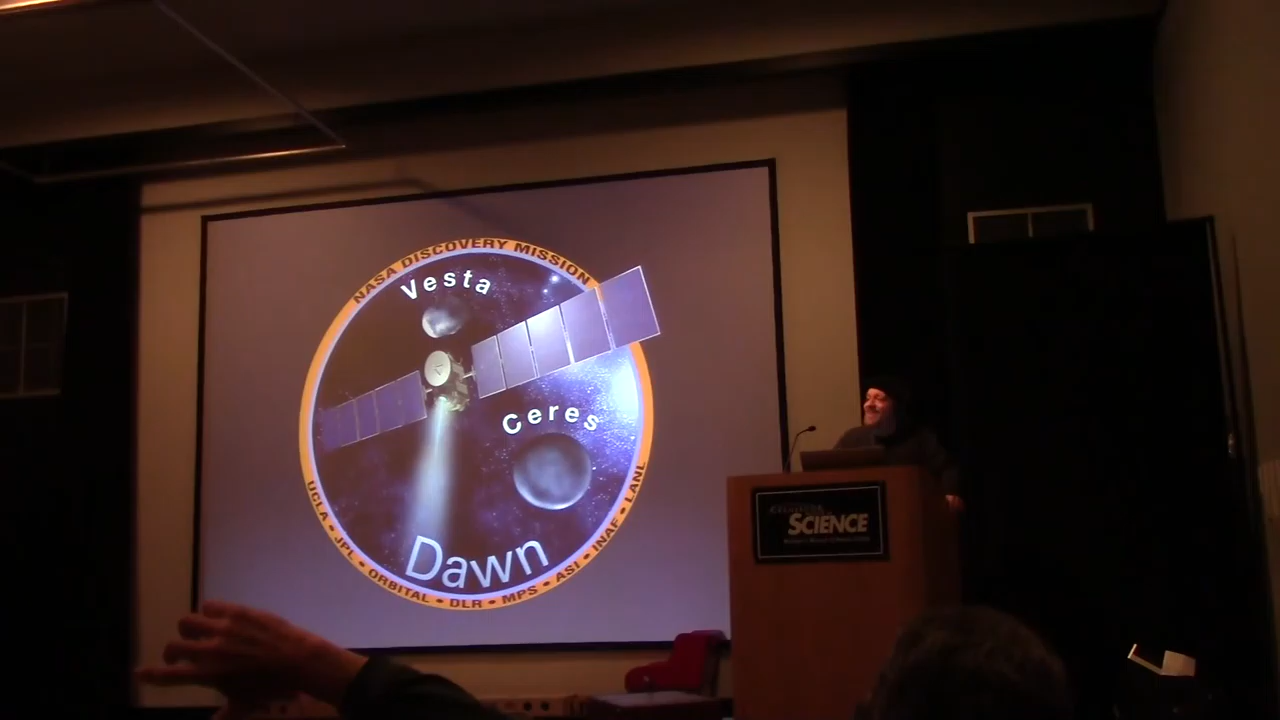 NASA DISCOVERY MISSION
Vesta
Ceres
Dawn
UCLA • JPL • ORBITAL • DLR • MPS • ASI • INAF • LANL
SCIENCE